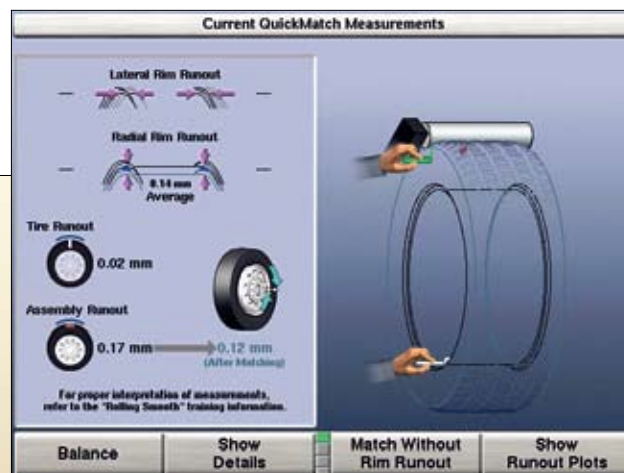 Current QuickMatch Measurements
Lateral Rim Runout
Radial Rim Runout
0.14 mm
Average
Tire Runout
0.02 mm
Assembly Runout
0.17 mm
0.12 mm
(After Matching)
For proper interpretation of measurements,
refer to the "Rolling Smooth" training information.
Balance
Show
Details
Match Without
Rim Runout
Show
Runout Plots